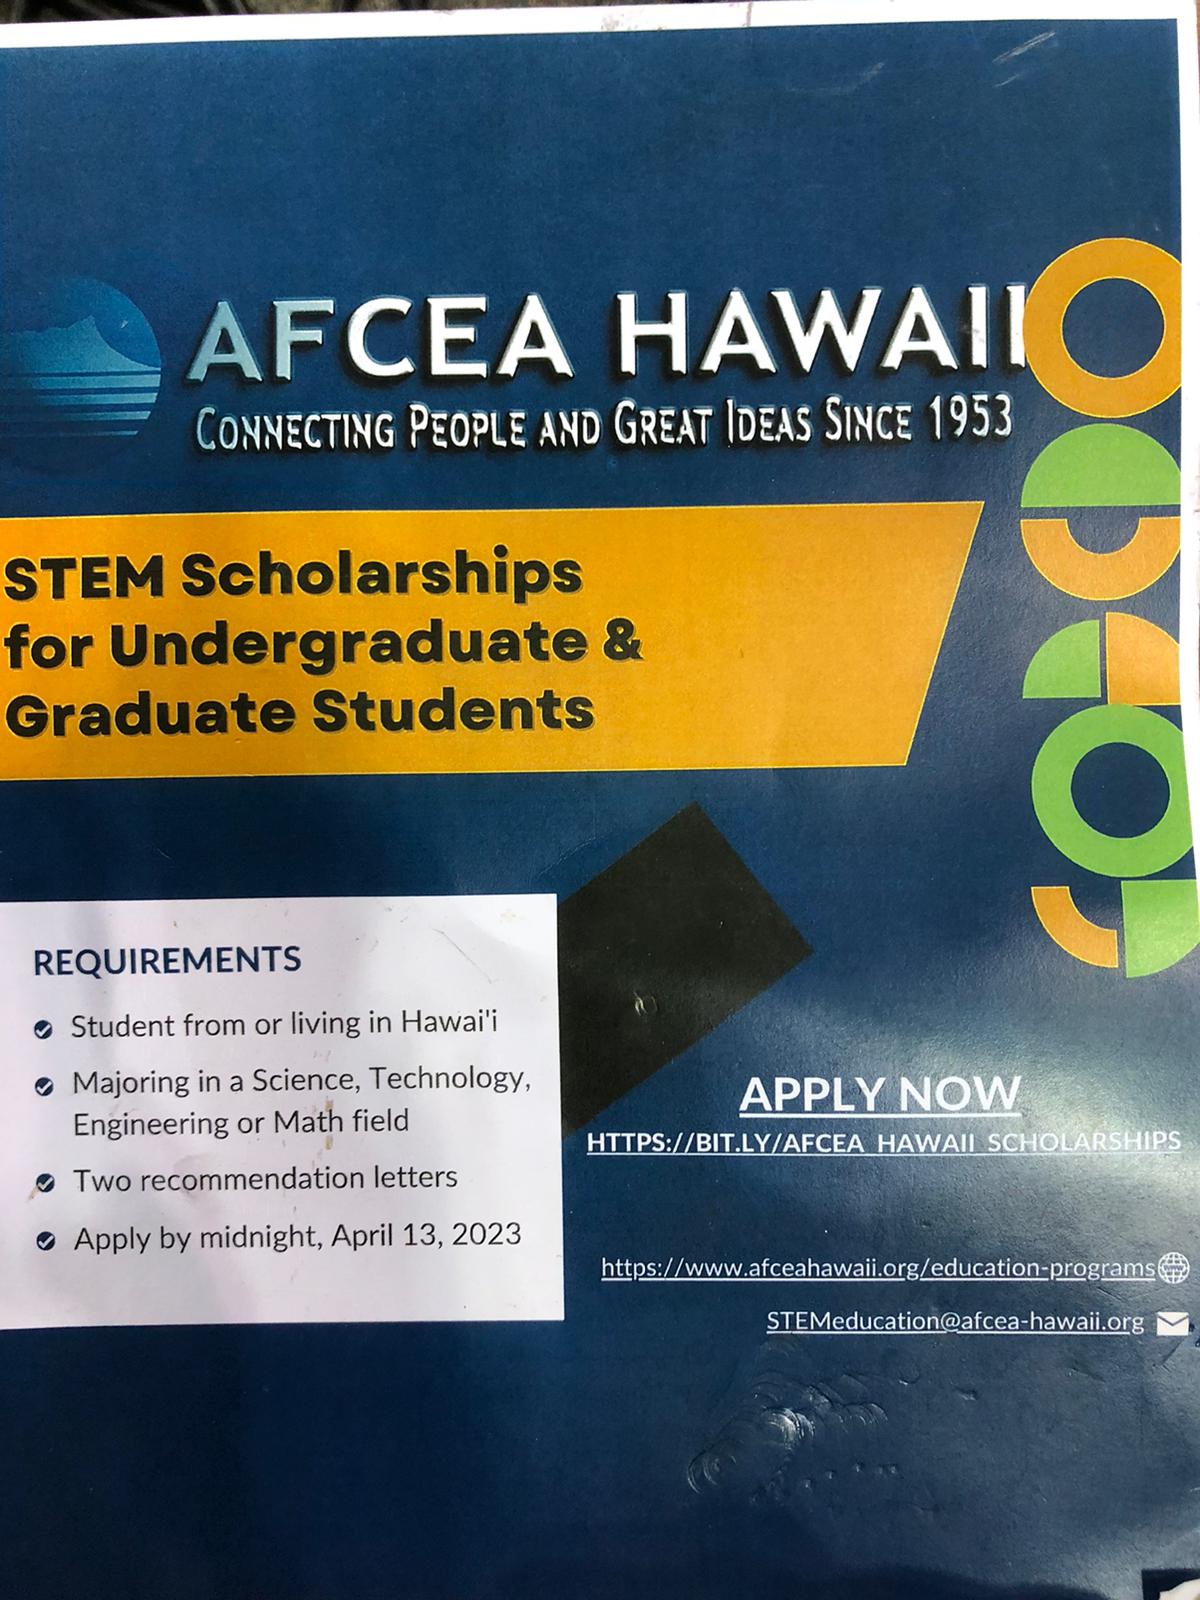 AFCEA HAWAII
CONNECTING PEOPLE AND GREAT IDEAS SINCE 1953
STEM Scholarships
for Undergraduate &
Graduate Students
REQUIREMENTS
Student from or living in Hawai'i
Majoring in a Science, Technology,
Engineering or Math field
Two recommendation letters
Apply by midnight, April 13, 2023
APPLY NOW
HTTPS://BIT.LY/AFCEA_HAWAII_SCHOLARSHIPS
https://www.afceahawaii.org/education-programs
STEMeducation@afcea-hawaii.org